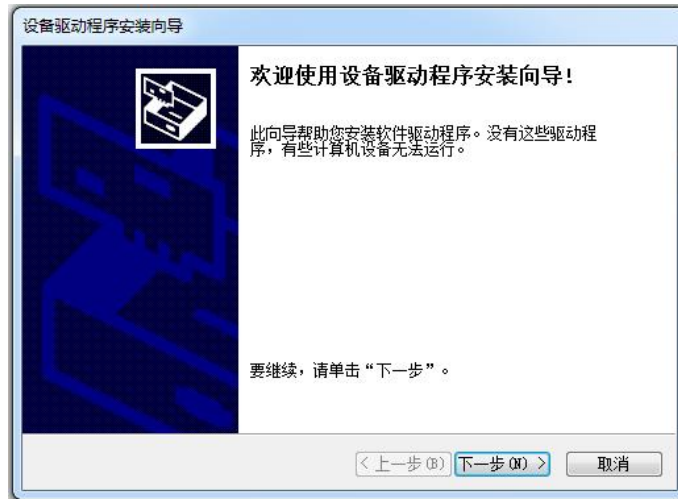 设备驱动程序安装向导
欢迎使用设备驱动程序安装向导!
此向导帮助您安装软件驱动程序。没有这些驱动程
序，有些计算机设备无法运行。
要继续，请单击“下一步”。
< 上一步(B) 下一步(N) > 取消